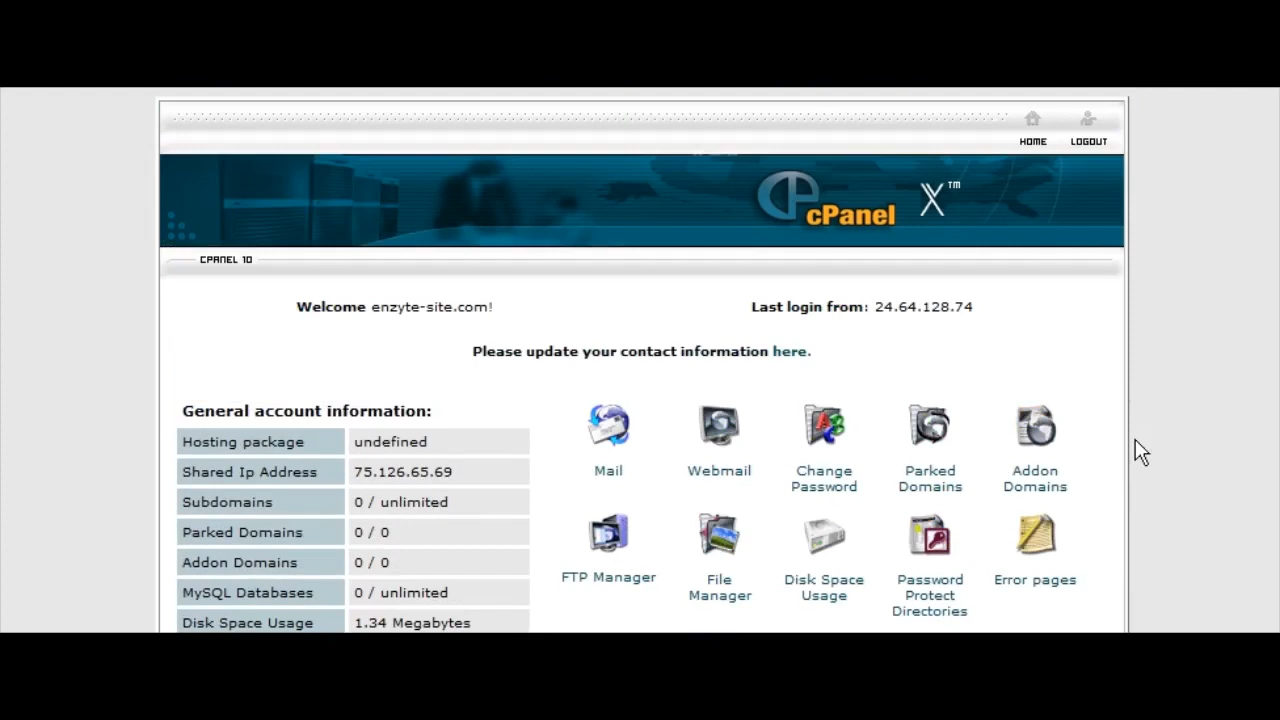 HOME LOGOUT
cPanel X™
CPANEL 10
Welcome enzyte-site.com! Last login from: 24.64.128.74
Please update your contact information here.
General account information:
Hosting package undefined
Shared Ip Address 75.126.65.69
Subdomains 0 / unlimited
Parked Domains 0 / 0
Addon Domains 0 / 0
MySQL Databases 0 / unlimited
Disk Space Usage 1.34 Megabytes
Mail
Webmail
Change
Password
Parked
Domains
Addon
Domains
FTP Manager
File
Manager
Disk Space
Usage
Password
Protect
Directories
Error pages